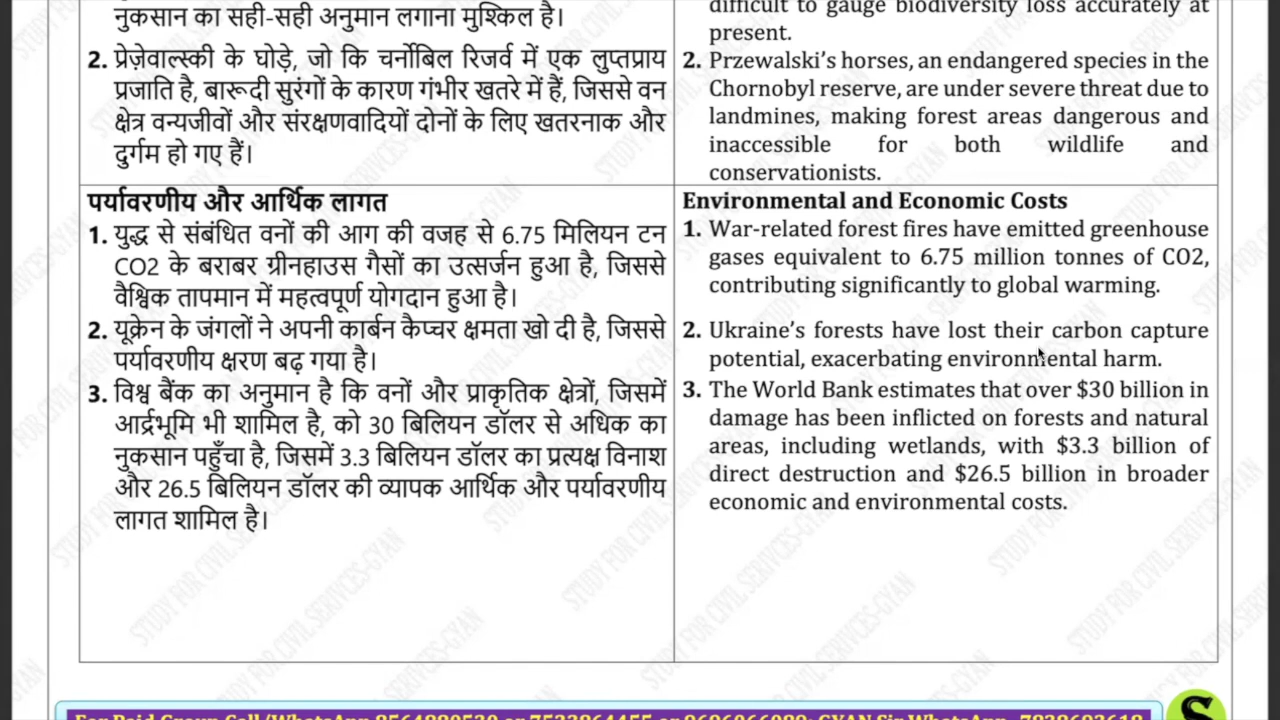 नुकसान का सही-सही अनुमान लगाना मुश्किल है।
2. प्रेज़ेवाल्स्की के घोड़े, जो कि चर्नोबिल रिजर्व में एक लुप्तप्राय
प्रजाति है, बारूदी सुरंगों के कारण गंभीर खतरे में हैं, जिससे वन
क्षेत्र वन्यजीवों और संरक्षणवादियों दोनों के लिए खतरनाक और
दुर्गम हो गए हैं।
difficult to gauge biodiversity loss accurately at
present.
2. Przewalski’s horses, an endangered species in the
Chornobyl reserve, are under severe threat due to
landmines, making forest areas dangerous and
inaccessible for both wildlife and
conservationists.
पर्यावरणीय और आर्थिक लागत
1. युद्ध से संबंधित वनों की आग की वजह से 6.75 मिलियन टन
CO2 के बराबर ग्रीनहाउस गैसों का उत्सर्जन हुआ है, जिससे
वैश्विक तापमान में महत्वपूर्ण योगदान हुआ है।
2. यूक्रेन के जंगलों ने अपनी कार्बन कैप्चर क्षमता खो दी है, जिससे
पर्यावरणीय क्षरण बढ़ गया है।
3. विश्व बैंक का अनुमान है कि वनों और प्राकृतिक क्षेत्रों, जिसमें
आर्द्रभूमि भी शामिल है, को 30 बिलियन डॉलर से अधिक का
नुकसान पहुँचा है, जिसमें 3.3 बिलियन डॉलर का प्रत्यक्ष विनाश
और 26.5 बिलियन डॉलर की व्यापक आर्थिक और पर्यावरणीय
लागत शामिल है।
Environmental and Economic Costs
1. War-related forest fires have emitted greenhouse
gases equivalent to 6.75 million tonnes of CO2,
contributing significantly to global warming.
2. Ukraine’s forests have lost their carbon capture
potential, exacerbating environmental harm.
3. The World Bank estimates that over $30 billion in
damage has been inflicted on forests and natural
areas, including wetlands, with $3.3 billion of
direct destruction and $26.5 billion in broader
economic and environmental costs.
STUDY FOR CIVIL SERIVCES-GYAN